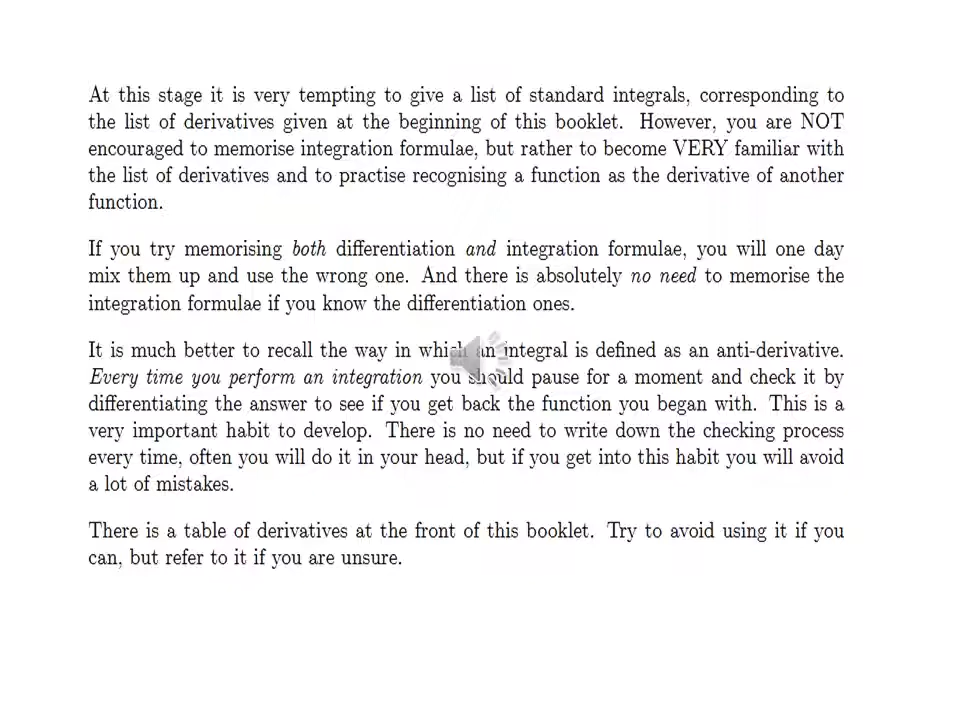 At this stage it is very tempting to give a list of standard integrals, corresponding to
the list of derivatives given at the beginning of this booklet. However, you are NOT
encouraged to memorise integration formulae, but rather to become VERY familiar with
the list of derivatives and to practise recognising a function as the derivative of another
function.
If you try memorising both differentiation and integration formulae, you will one day
mix them up and use the wrong one. And there is absolutely no need to memorise the
integration formulae if you know the differentiation ones.
It is much better to recall the way in which an integral is defined as an anti-derivative.
Every time you perform an integration you should pause for a moment and check it by
differentiating the answer to see if you get back the function you began with. This is a
very important habit to develop. There is no need to write down the checking process
every time, often you will do it in your head, but if you get into this habit you will avoid
a lot of mistakes.
There is a table of derivatives at the front of this booklet. Try to avoid using it if you
can, but refer to it if you are unsure.